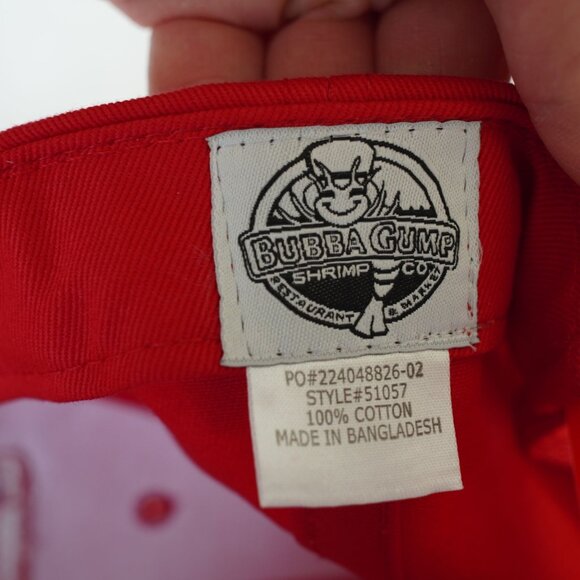 BUBBA GUMP
SHRIMP CO.
RESTAURANT & MARKET
PO#224048826-02
STYLE#51057
100% COTTON
MADE IN BANGLADESH